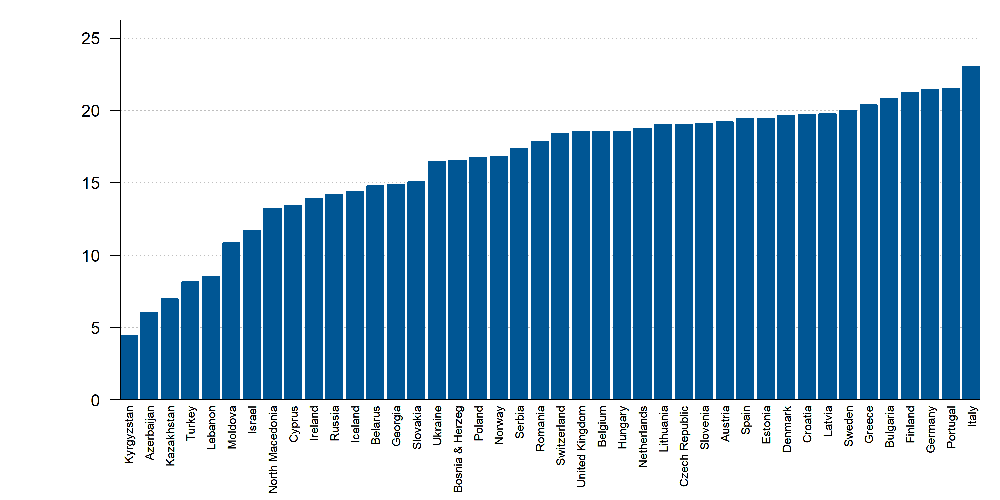 25
20
15
10
5
0
Kyrgyzstan
Azerbaijan
Kazakhstan
Turkey
Lebanon
Moldova
Israel
North Macedonia
Cyprus
Ireland
Russia
Iceland
Belarus
Georgia
Slovakia
Ukraine
Bosnia & Herzeg
Poland
Norway
Serbia
Romania
Switzerland
United Kingdom
Belgium
Hungary
Netherlands
Lithuania
Czech Republic
Slovenia
Austria
Spain
Estonia
Denmark
Croatia
Latvia
Sweden
Greece
Bulgaria
Finland
Germany
Portugal
Italy